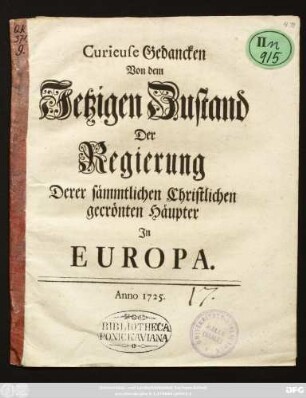 II n
915
Curieuse Gedancken
Von dem
Jetzigen Zustand
Der
Regierung
Derer sämmtlichen Christlichen
gecrönten Häupter
In
EUROPA.
Anno 1725.
17.
BIBLIOTHECA
PONICKAVIANA